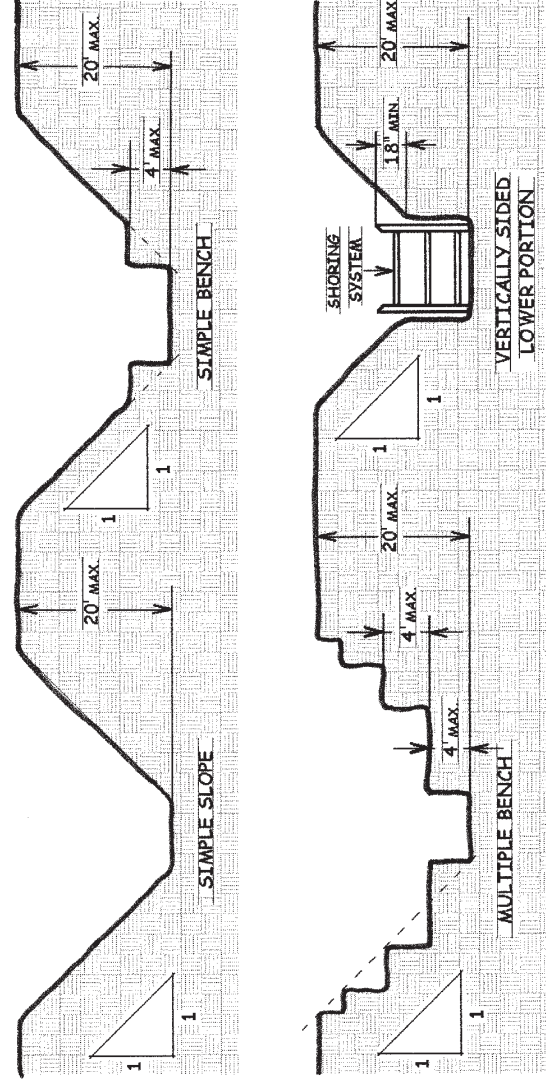 1
1
SIMPLE SLOPE
20' MAX.
1
1
SIMPLE BENCH
4' MAX.
20' MAX.
1
1
MULTIPLE BENCH
4' MAX.
4' MAX.
20' MAX.
1
1
SHORING
SYSTEM
VERTICALLY SIDED
LOWER PORTION
18" MIN.
20' MAX.